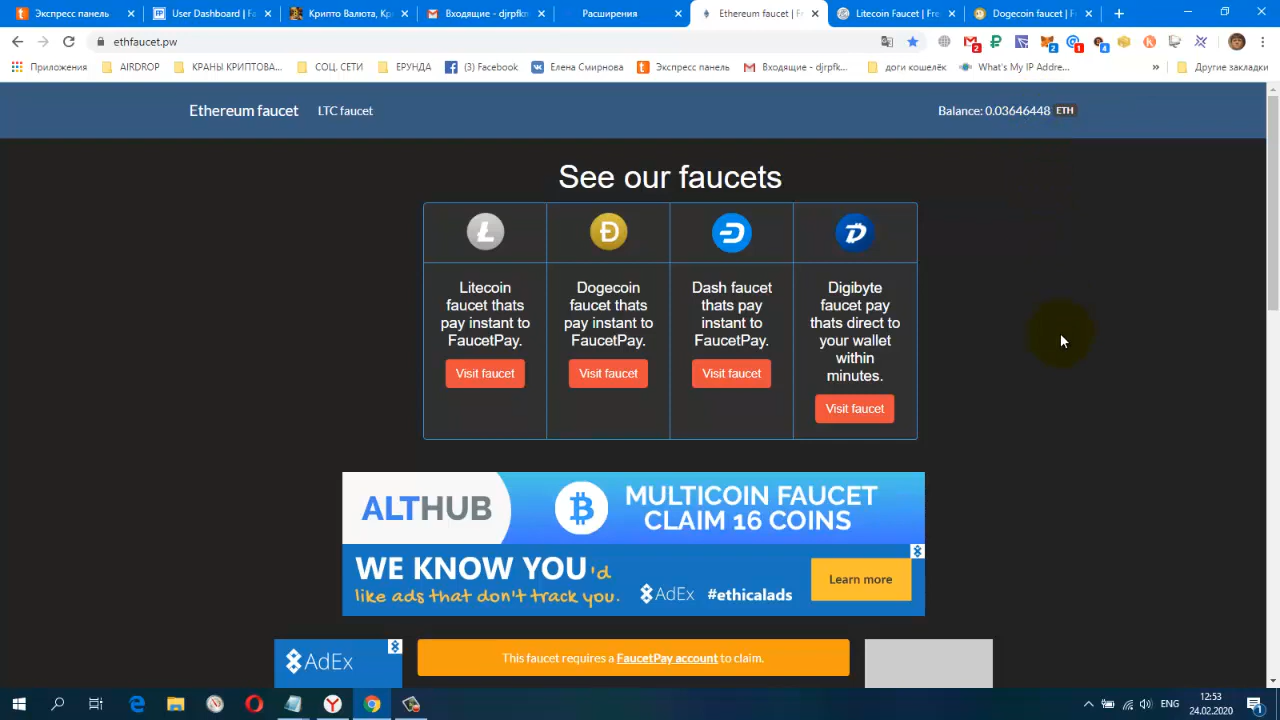 Экспресс панель
User Dashboard | Fa
Крипто Валюта, Кр
Входящие - djrpfkm
Расширения
Ethereum faucet | F
Litecoin Faucet | Fre
Dogecoin faucet | Fr
ethfaucet.pw
Приложения
AIRDROP
КРАНЫ КРИПТОВА...
СОЦ. СЕТИ
ЕРУНДА
(3) Facebook
Елена Смирнова
Экспресс панель
Входящие - djrpfk...
доги кошелёк
What's My IP Addre...
»
Другие закладки
Ethereum faucet
LTC faucet
Balance: 0.03646448 ETH
See our faucets
Litecoin
faucet thats
pay instant to
FaucetPay.
Visit faucet
Dogecoin
faucet thats
pay instant to
FaucetPay.
Visit faucet
Dash faucet
thats pay
instant to
FaucetPay.
Visit faucet
Digibyte
faucet pay
thats direct to
your wallet
within
minutes.
Visit faucet
ALTHUB
MULTICOIN FAUCET
CLAIM 16 COINS
WE KNOW YOU'd
like ads that don't track you.
AdEx #ethicalads
Learn more
AdEx
This faucet requires a FaucetPay account to claim.
ENG
12:53
24.02.2020